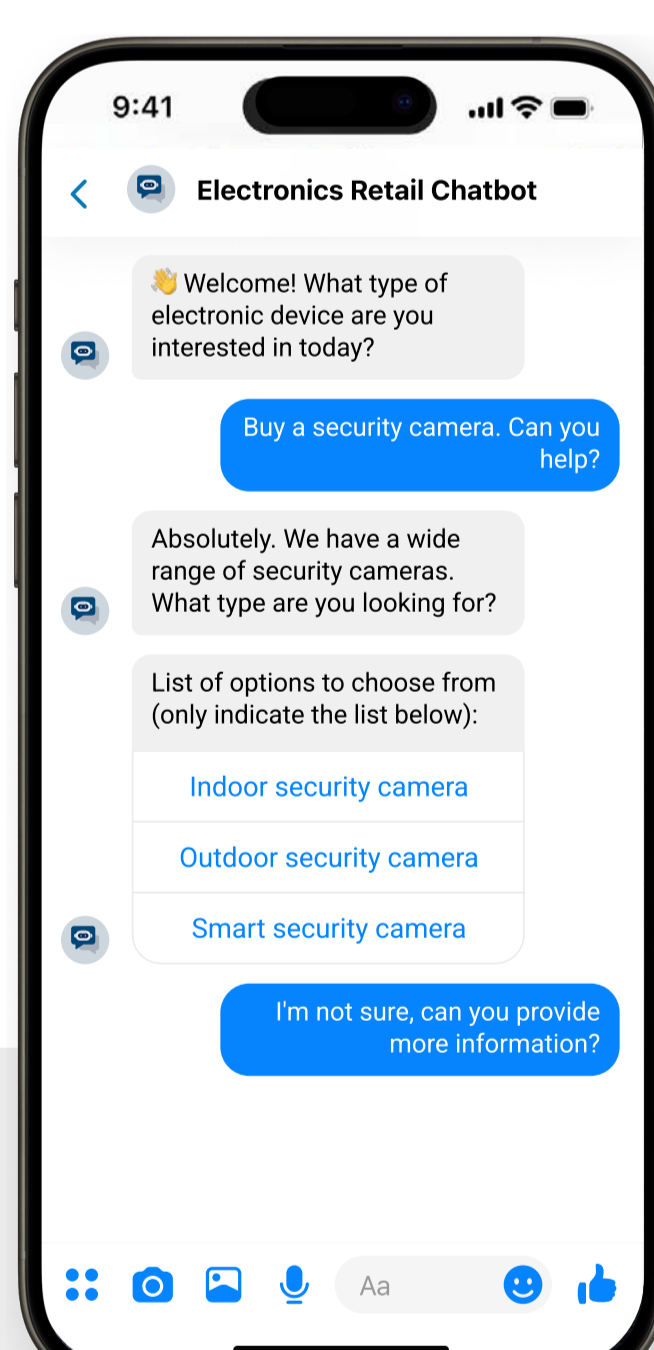 9:41
Electronics Retail Chatbot
👋 Welcome! What type of
electronic device are you
interested in today?
Buy a security camera. Can you
help?
Absolutely. We have a wide
range of security cameras.
What type are you looking for?
List of options to choose from
(only indicate the list below):
Indoor security camera
Outdoor security camera
Smart security camera
I'm not sure, can you provide
more information?
Aa